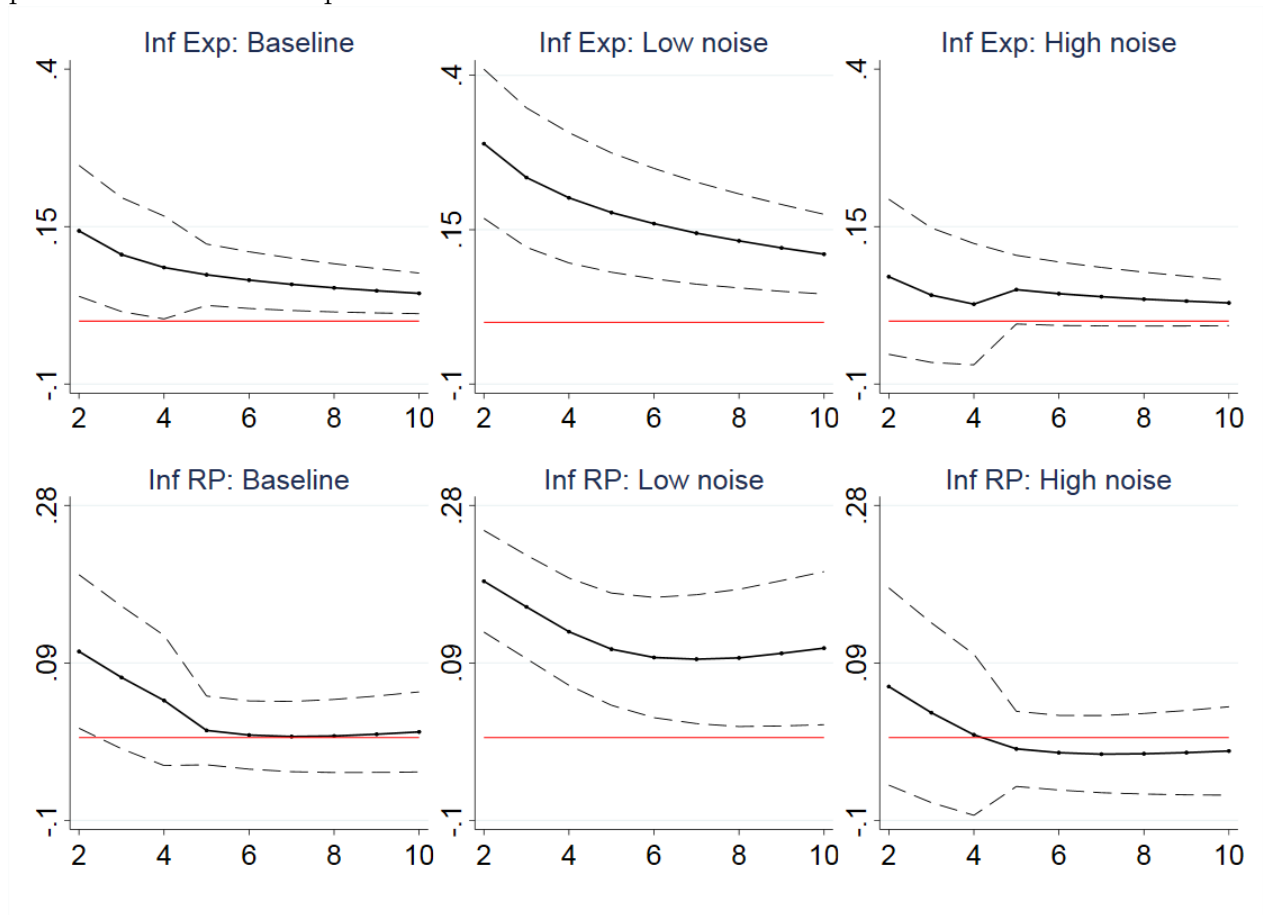 Inf Exp: Baseline Inf Exp: Low noise Inf Exp: High noise
.4 .4 .4
.15 .15 .15
-.1 -.1 -.1
2 4 6 8 10 2 4 6 8 10 2 4 6 8 10
Inf RP: Baseline Inf RP: Low noise Inf RP: High noise
.28 .28 .28
.09 .09 .09
-.1 -.1 -.1
2 4 6 8 10 2 4 6 8 10 2 4 6 8 10